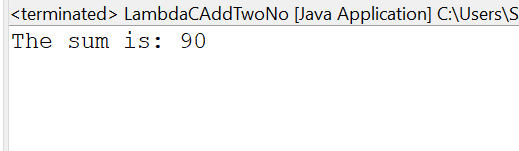 <terminated> LambdaCAddTwoNo [Java Application] C:\Users\S
The sum is: 90